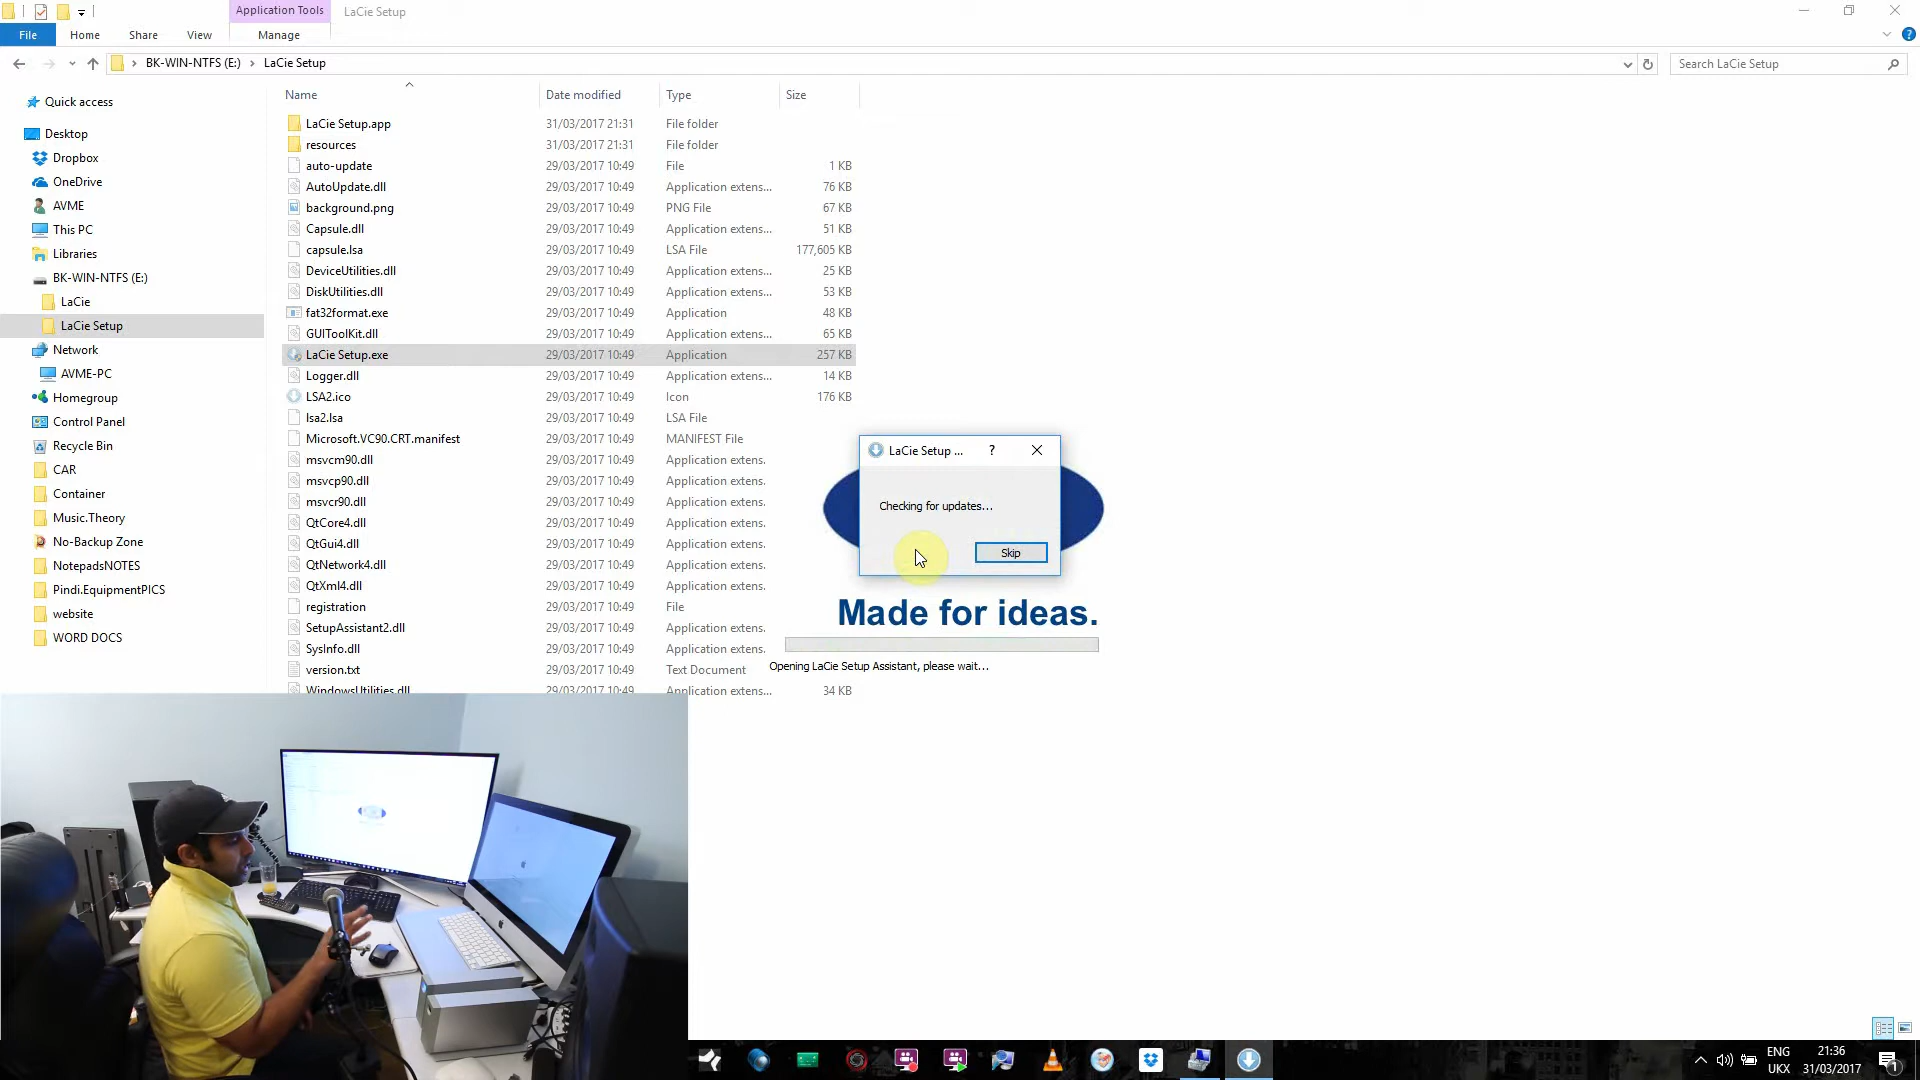 Application Tools
LaCie Setup
File
Home
Share
View
Manage
BK-WIN-NTFS (E:)
LaCie Setup
Search LaCie Setup
Name
Date modified
Type
Size
Quick access
Desktop
Dropbox
OneDrive
AVME
This PC
Libraries
BK-WIN-NTFS (E:)
LaCie
LaCie Setup
Network
AVME-PC
Homegroup
Control Panel
Recycle Bin
CAR
Container
Music.Theory
No-Backup Zone
NotepadsNOTES
Pindi.EquipmentPICS
website
WORD DOCS
LaCie Setup.app 31/03/2017 21:31 File folder
resources 31/03/2017 21:31 File folder
auto-update 29/03/2017 10:49 File 1 KB
AutoUpdate.dll 29/03/2017 10:49 Application extens... 76 KB
background.png 29/03/2017 10:49 PNG File 67 KB
Capsule.dll 29/03/2017 10:49 Application extens... 51 KB
capsule.lsa 29/03/2017 10:49 LSA File 177,605 KB
DeviceUtilities.dll 29/03/2017 10:49 Application extens... 25 KB
DiskUtilities.dll 29/03/2017 10:49 Application extens... 53 KB
fat32format.exe 29/03/2017 10:49 Application 48 KB
GUIToolKit.dll 29/03/2017 10:49 Application extens... 65 KB
LaCie Setup.exe 29/03/2017 10:49 Application 257 KB
Logger.dll 29/03/2017 10:49 Application extens... 14 KB
LSA2.ico 29/03/2017 10:49 Icon 176 KB
lsa2.lsa 29/03/2017 10:49 LSA File
Microsoft.VC90.CRT.manifest 29/03/2017 10:49 MANIFEST File
msvcm90.dll 29/03/2017 10:49 Application extens.
msvcp90.dll 29/03/2017 10:49 Application extens.
msvcr90.dll 29/03/2017 10:49 Application extens.
QtCore4.dll 29/03/2017 10:49 Application extens.
QtGui4.dll 29/03/2017 10:49 Application extens.
QtNetwork4.dll 29/03/2017 10:49 Application extens.
QtXml4.dll 29/03/2017 10:49 Application extens.
registration 29/03/2017 10:49 File
SetupAssistant2.dll 29/03/2017 10:49 Application extens.
SysInfo.dll 29/03/2017 10:49 Application extens.
version.txt 29/03/2017 10:49 Text Document
WindowsUtilities.dll 29/03/2017 10:49 Application extens... 34 KB
LaCie Setup ...
?
Checking for updates...
Skip
Made for ideas.
Opening LaCie Setup Assistant, please wait...
ENG
UKX
21:36
31/03/2017
1